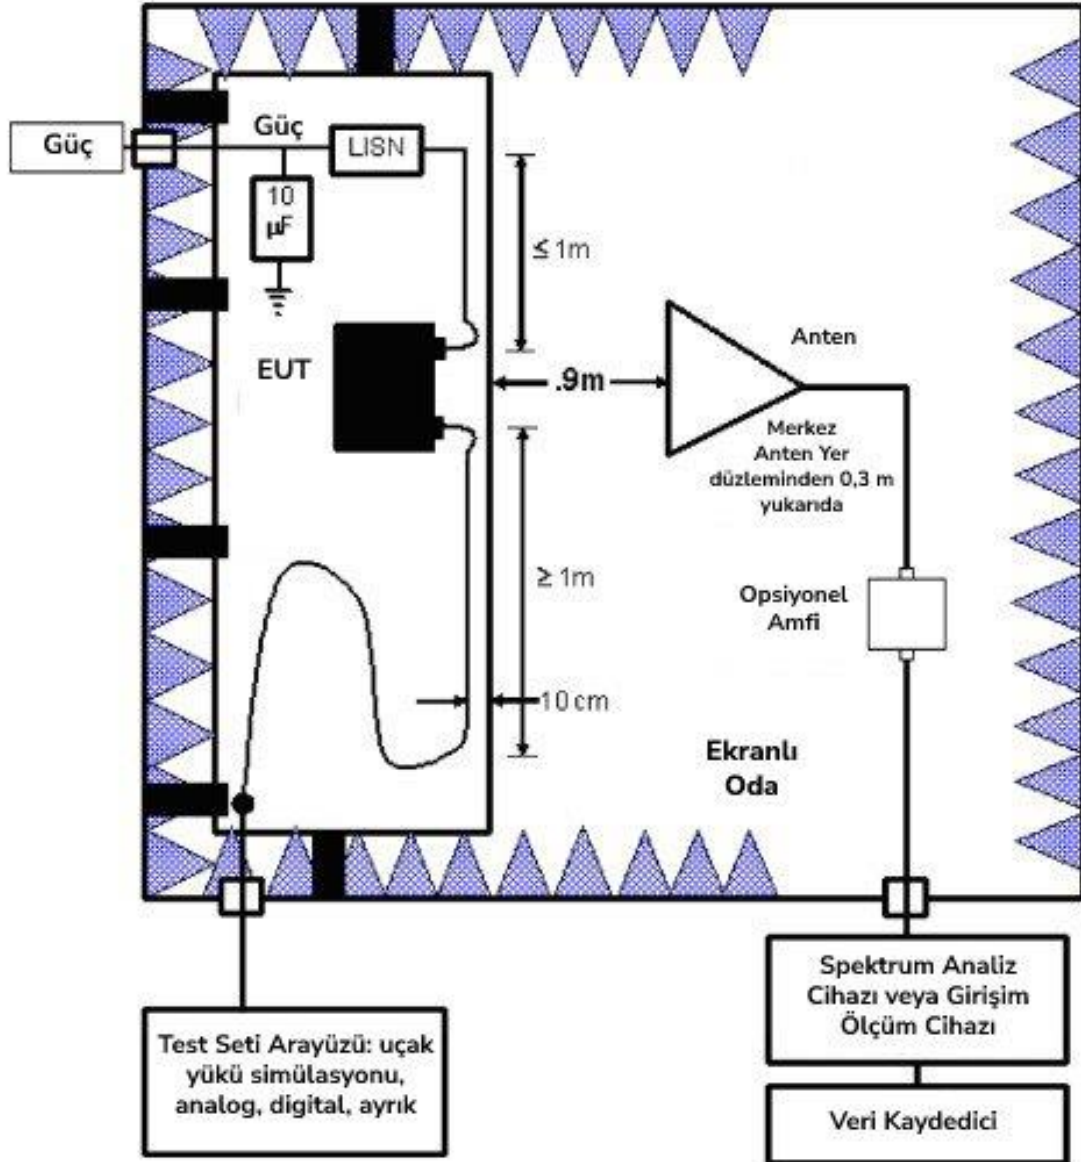 Güç
Güç
LISN
10
µF
≤ 1m
EUT
.9m
Anten
Merkez
Anten Yer
düzleminden 0,3 m
yukarıda
≥ 1m
Opsiyonel
Amfi
10 cm
Ekranlı
Oda
Spektrum Analiz
Cihazı veya Girişim
Ölçüm Cihazı
Test Seti Arayüzü: uçak
yükü simülasyonu,
analog, digital, ayrık
Veri Kaydedici